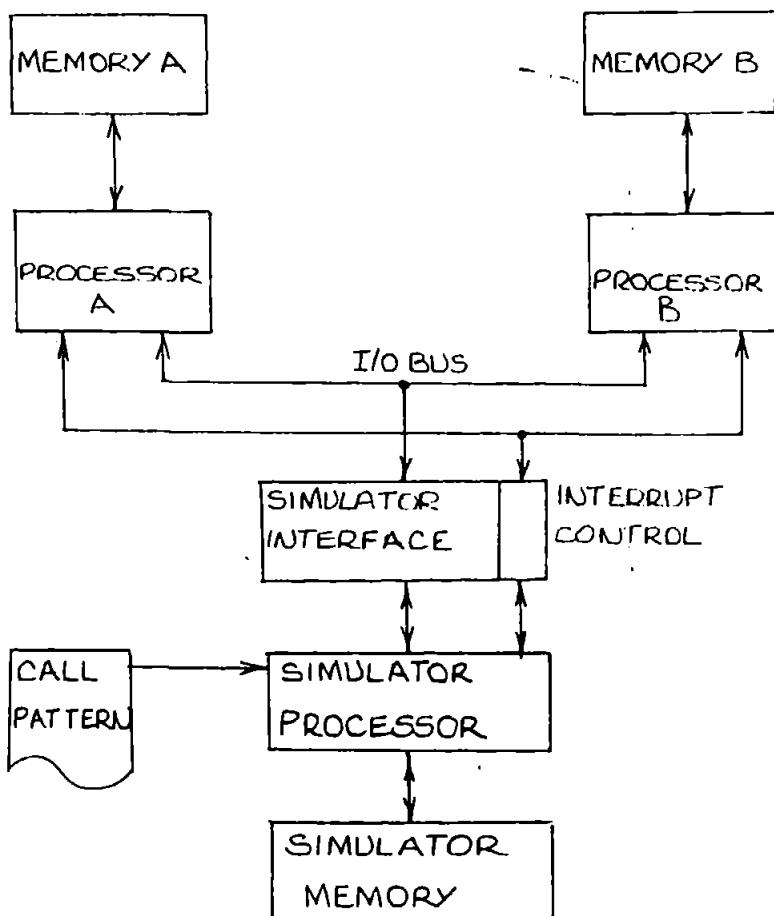 MEMORY A
MEMORY B
PROCESSOR
A
PROCESSOR
B
I/O BUS
SIMULATOR
INTERFACE
INTERRUPT
CONTROL
CALL
PATTERN
SIMULATOR
PROCESSOR
SIMULATOR
MEMORY